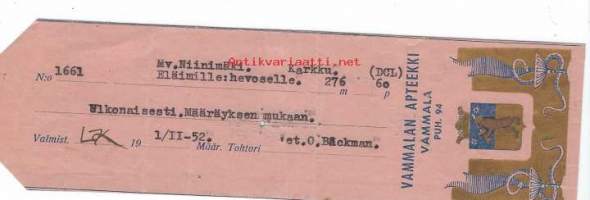 Antikvariaatti.net
N:o 1661 Mv.Niinimäki. Karkku. (DCL)
Eläimille:hevoselle. 276 m 60 p
Ulkonaisesti.Määräyksen mukaan.
Valmist. 19 1/II-52. Määr. Tohtori Vet.O.Bäckman.
VAMMALAN APTEEKKI
VAMMALA
PUH. 94